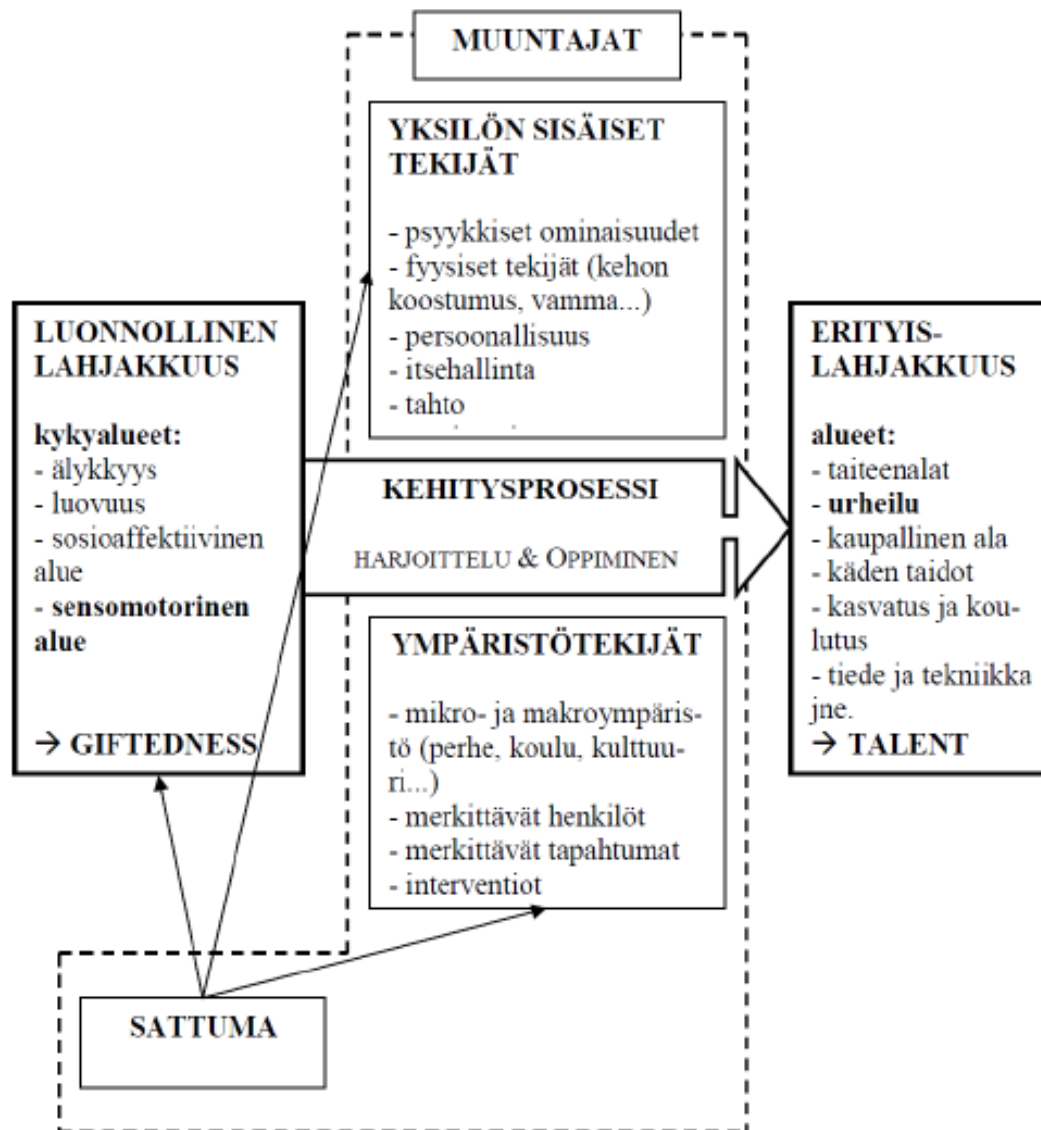 MUUNTAJAT
YKSILÖN SISÄISET
TEKIJÄT
- psyykkiset ominaisuudet
- fyysiset tekijät (kehon
koostumus, vamma...)
- persoonallisuus
- itsehallinta
- tahto
LUONNOLLINEN
LAHJAKKUUS
kykyalueet:
- älykkyys
- luovuus
- sosioaffektiivinen
alue
- sensomotorinen
alue
→ GIFTEDNESS
KEHITYSPROSESSI
HARJOITTELU & OPPIMINEN
ERITYIS-
LAHJAKKUUS
alueet:
- taiteenalat
- urheilu
- kaupallinen ala
- käden taidot
- kasvatus ja kou-
lutus
- tiede ja tekniikka
jne.
→ TALENT
YMPÄRISTÖTEKIJÄT
- mikro- ja makroympäris-
tö (perhe, koulu, kulttuu-
ri...)
- merkittävät henkilöt
- merkittävät tapahtumat
- interventiot
SATTUMA